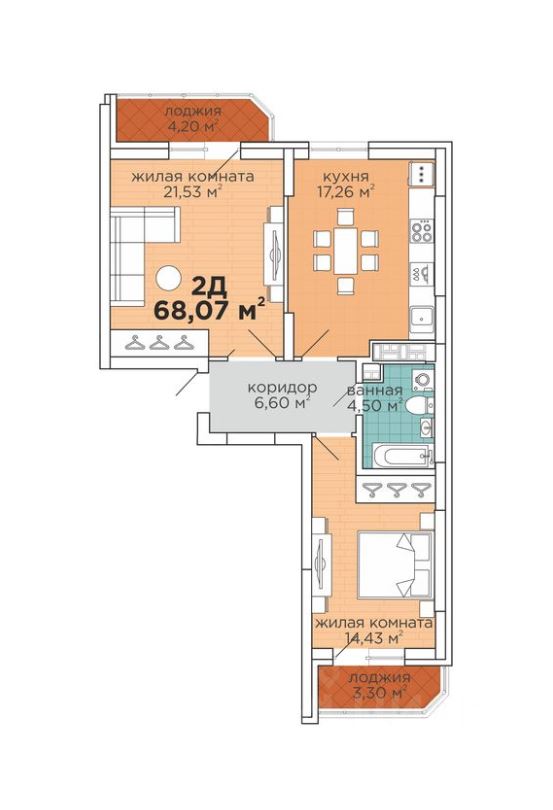 лоджия
4,20 м²
жилая комната
21,53 м²
кухня
17,26 м²
2Д
68,07 м²
коридор
6,60 м²
ванная
4,50 м²
жилая комната
14,43 м²
лоджия
3,30 м²